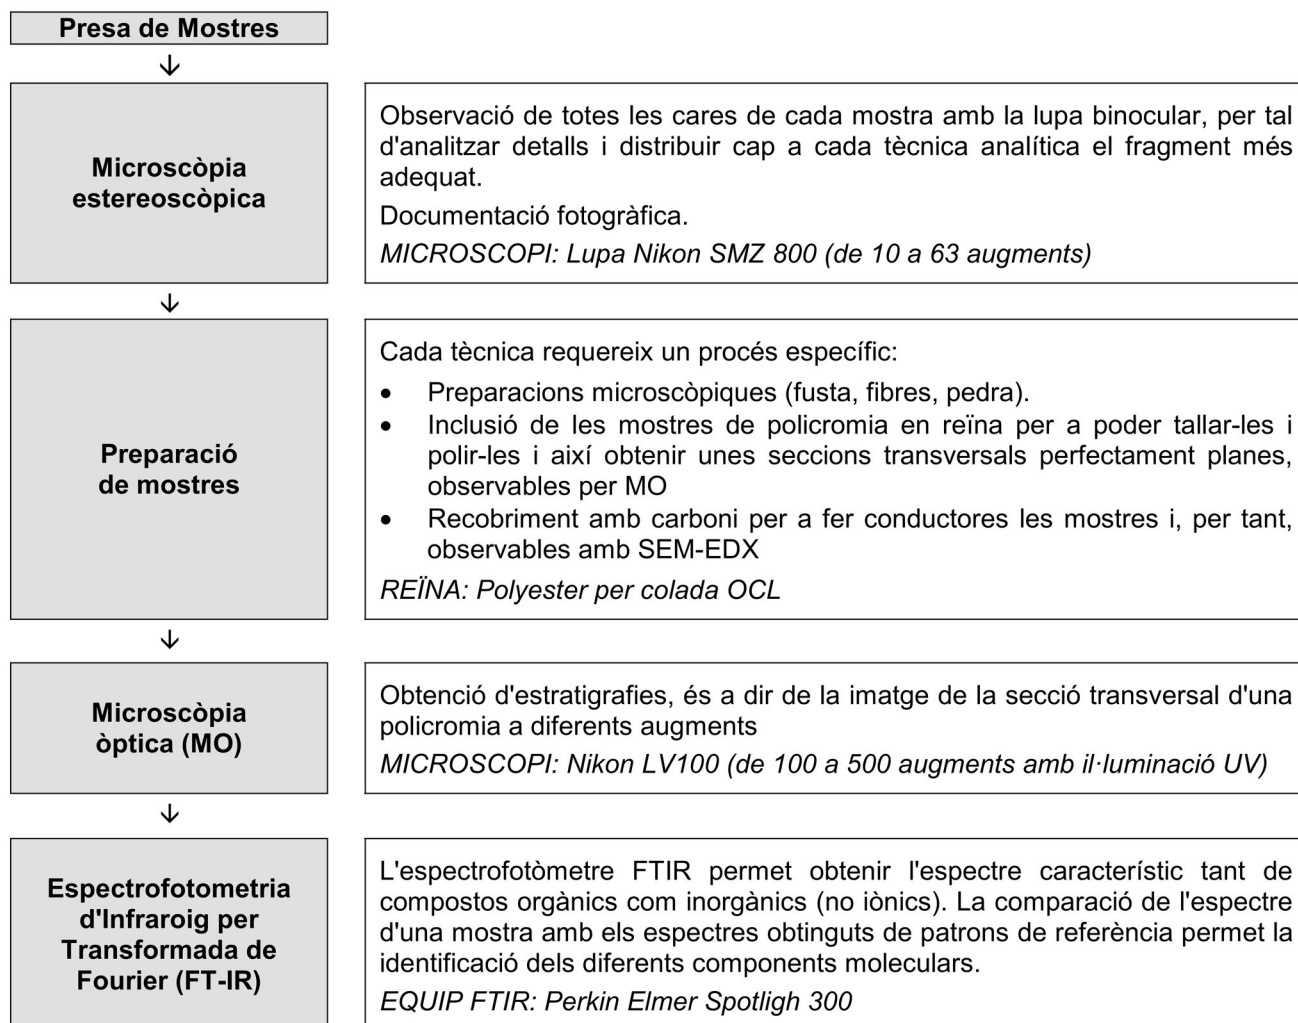 Presa de Mostres
Microscòpia
estereoscòpica
Observació de totes les cares de cada mostra amb la lupa binocular, per tal
d'analitzar detalls i distribuir cap a cada tècnica analítica el fragment més
adequat.
Documentació fotogràfica.
MICROSCOPI: Lupa Nikon SMZ 800 (de 10 a 63 augments)
Preparació
de mostres
Cada tècnica requereix un procés específic:
• Preparacions microscòpiques (fusta, fibres, pedra).
• Inclusió de les mostres de policromia en reïna per a poder tallar-les i
polir-les i així obtenir unes seccions transversals perfectament planes,
observables per MO
• Recobriment amb carboni per a fer conductores les mostres i, per tant,
observables amb SEM-EDX
REÏNA: Polyester per colada OCL
Microscòpia
òptica (MO)
Obtenció d'estratigrafies, és a dir de la imatge de la secció transversal d'una
policromia a diferents augments
MICROSCOPI: Nikon LV100 (de 100 a 500 augments amb il·luminació UV)
Espectrofotometria
d'Infraroig per
Transformada de
Fourier (FT-IR)
L'espectrofotòmetre FTIR permet obtenir l'espectre característic tant de
compostos orgànics com inorgànics (no iònics). La comparació de l'espectre
d'una mostra amb els espectres obtinguts de patrons de referència permet la
identificació dels diferents components moleculars.
EQUIP FTIR: Perkin Elmer Spotligh 300